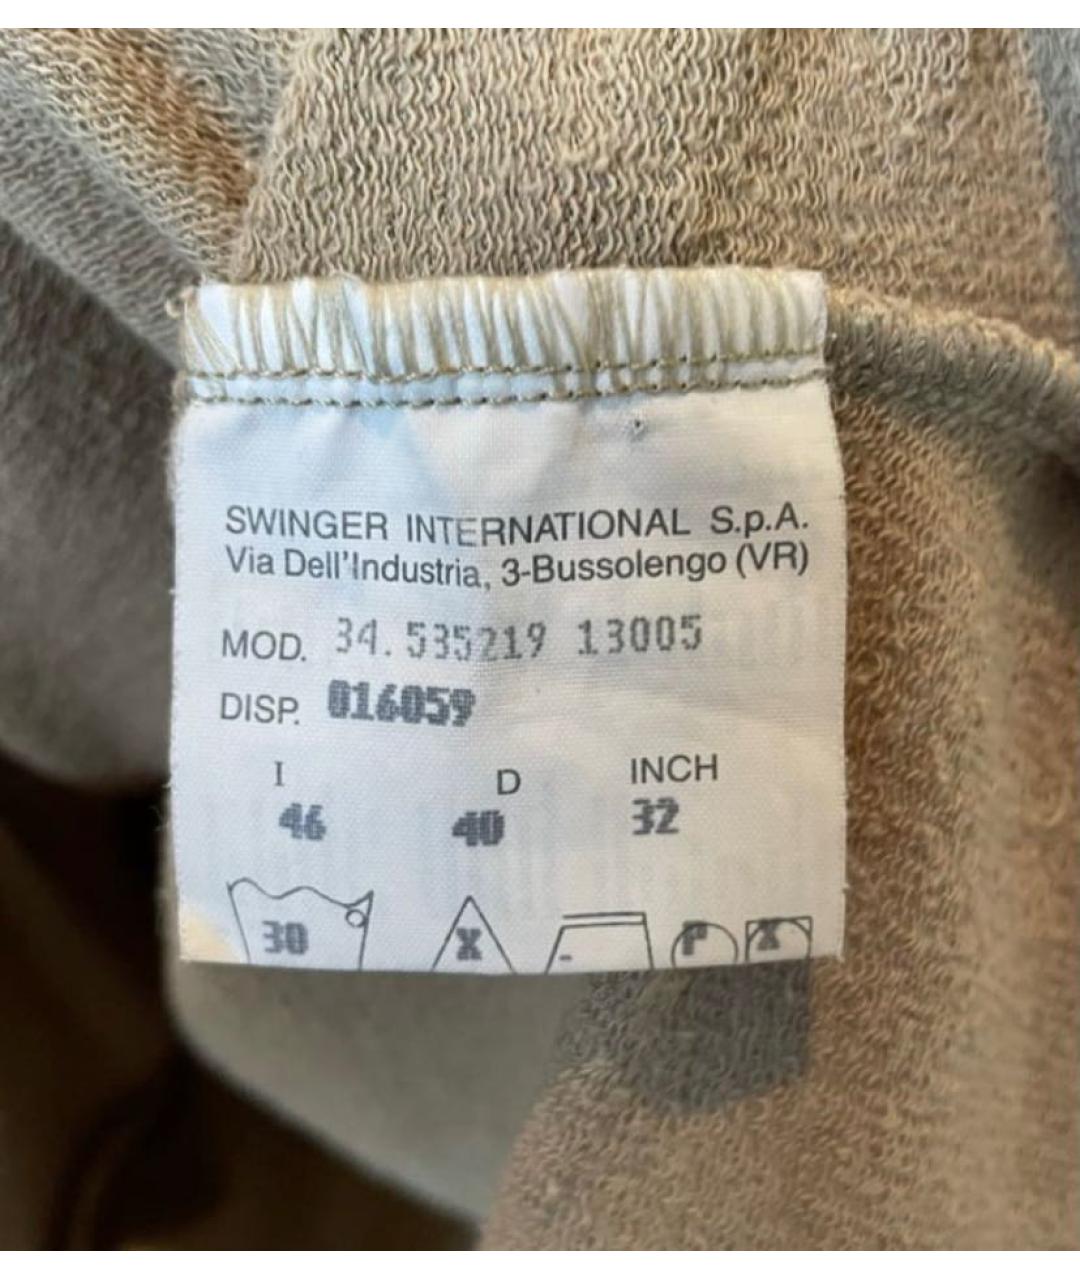 SWINGER INTERNATIONAL S.p.A.
Via Dell'Industria, 3-Bussolengo (VR)
MOD. 34.535219 13005
DISP. 016059
I D INCH
46 40 32
30 X P X